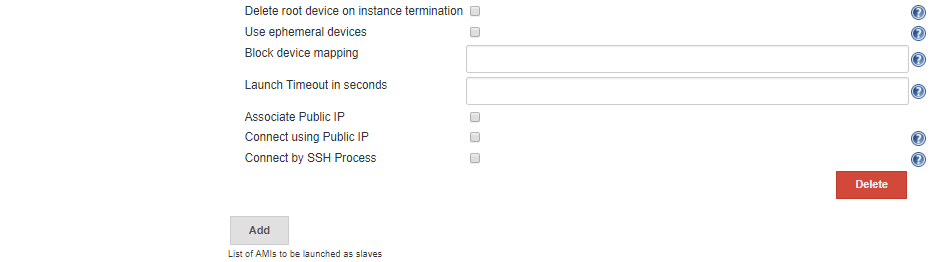 Delete root device on instance termination
Use ephemeral devices
Block device mapping
Launch Timeout in seconds
Associate Public IP
Connect using Public IP
Connect by SSH Process
Delete
Add
List of AMIs to be launched as slaves